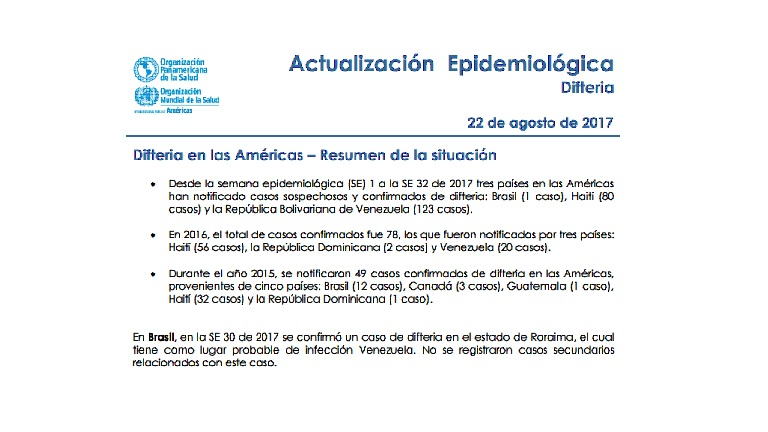 Organización
Panamericana
de la Salud
Organización
Mundial de la Salud
Américas
Actualización Epidemiológica
Difteria
22 de agosto de 2017
Difteria en las Américas – Resumen de la situación
• Desde la semana epidemiológica (SE) 1 a la SE 32 de 2017 tres países en las Américas
han notificado casos sospechosos y confirmados de difteria: Brasil (1 caso), Haití (80
casos) y la República Bolivariana de Venezuela (123 casos).
• En 2016, el total de casos confirmados fue 78, los que fueron notificados por tres países:
Haití (56 casos), la República Dominicana (2 casos) y Venezuela (20 casos).
• Durante el año 2015, se notificaron 49 casos confirmados de difteria en las Américas,
provenientes de cinco países: Brasil (12 casos), Canadá (3 casos), Guatemala (1 caso),
Haití (32 casos) y la República Dominicana (1 caso).
En Brasil, en la SE 30 de 2017 se confirmó un caso de difteria en el estado de Roraima, el cual
tiene como lugar probable de infección Venezuela. No se registraron casos secundarios
relacionados con este caso.